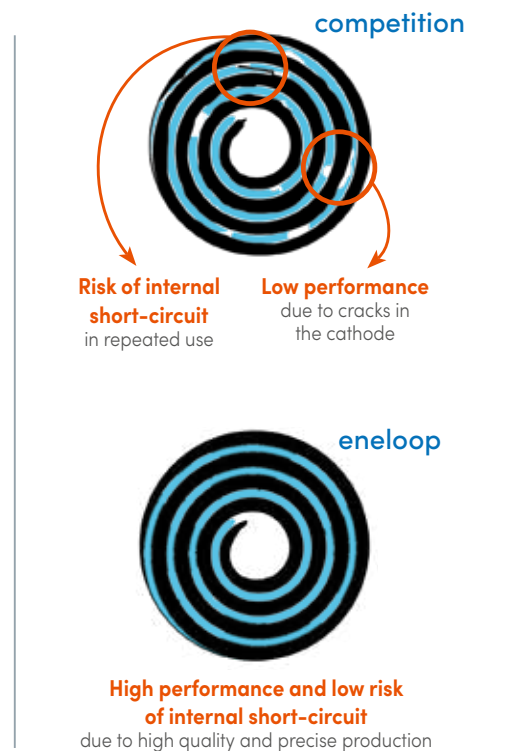 competition
Risk of internal
short-circuit
in repeated use
Low performance
due to cracks in
the cathode
eneloop
High performance and low risk
of internal short-circuit
due to high quality and precise production